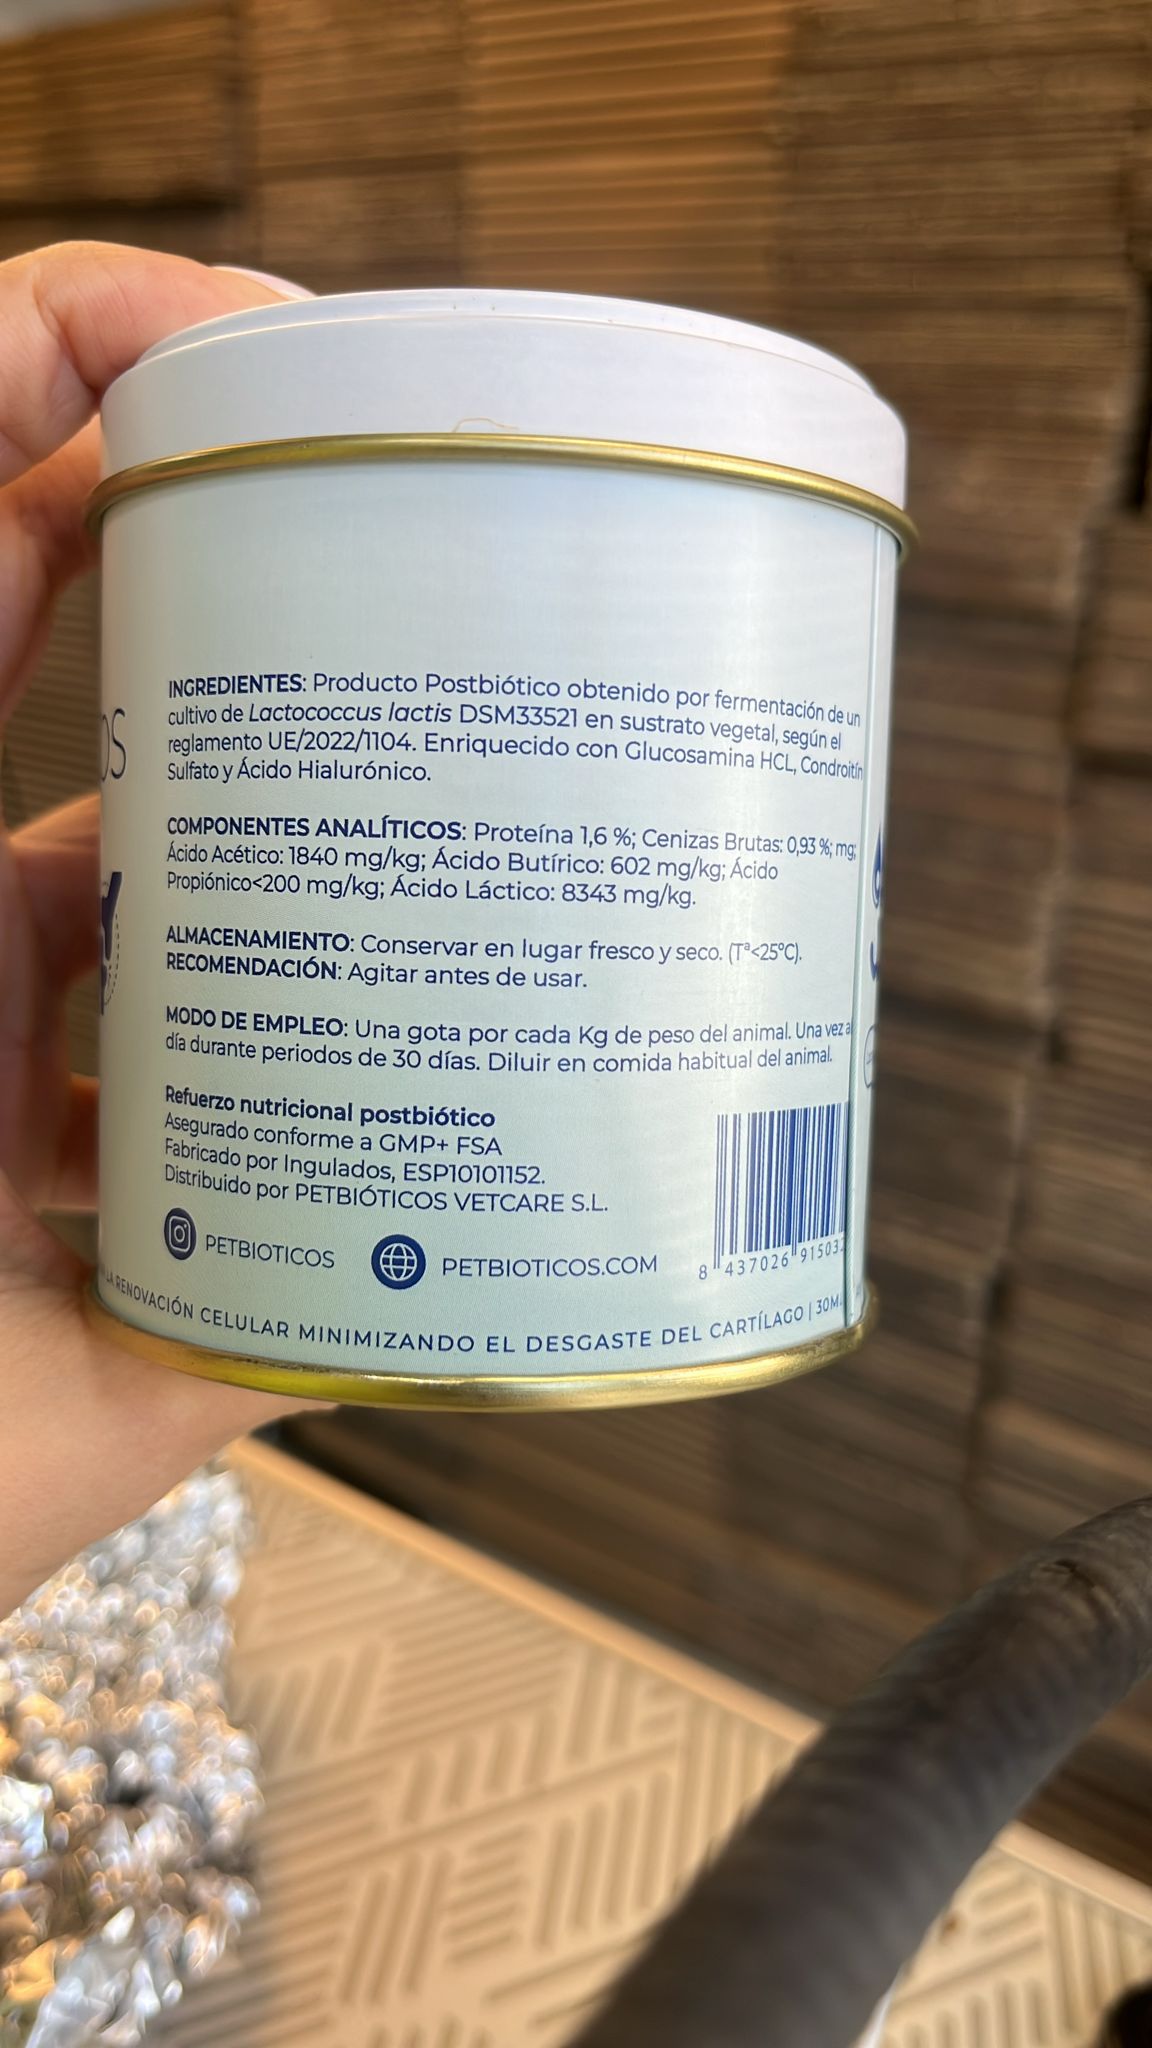 INGREDIENTES: Producto Postbiótico obtenido por fermentación de un
cultivo de Lactococcus lactis DSM33521 en sustrato vegetal, según el
reglamento UE/2022/1104. Enriquecido con Glucosamina HCL, Condroitín
Sulfato y Ácido Hialurónico.
COMPONENTES ANALÍTICOS: Proteína 1,6 %; Cenizas Brutas: 0,93 %; mg;
Ácido Acético: 1840 mg/kg; Ácido Butírico: 602 mg/kg; Ácido
Propiónico<200 mg/kg; Ácido Láctico: 8343 mg/kg.
ALMACENAMIENTO: Conservar en lugar fresco y seco. (Tª<25ºC).
RECOMENDACIÓN: Agitar antes de usar.
MODO DE EMPLEO: Una gota por cada Kg de peso del animal. Una vez al
día durante periodos de 30 días. Diluir en comida habitual del animal.
Refuerzo nutricional postbiótico
Asegurado conforme a GMP+ FSA
Fabricado por Ingulados, ESP10101152.
Distribuido por PETBIÓTICOS VETCARE S.L.
PETBIOTICOS
PETBIOTICOS.COM
8 437026 915032
LA RENOVACIÓN CELULAR MINIMIZANDO EL DESGASTE DEL CARTÍLAGO | 30M